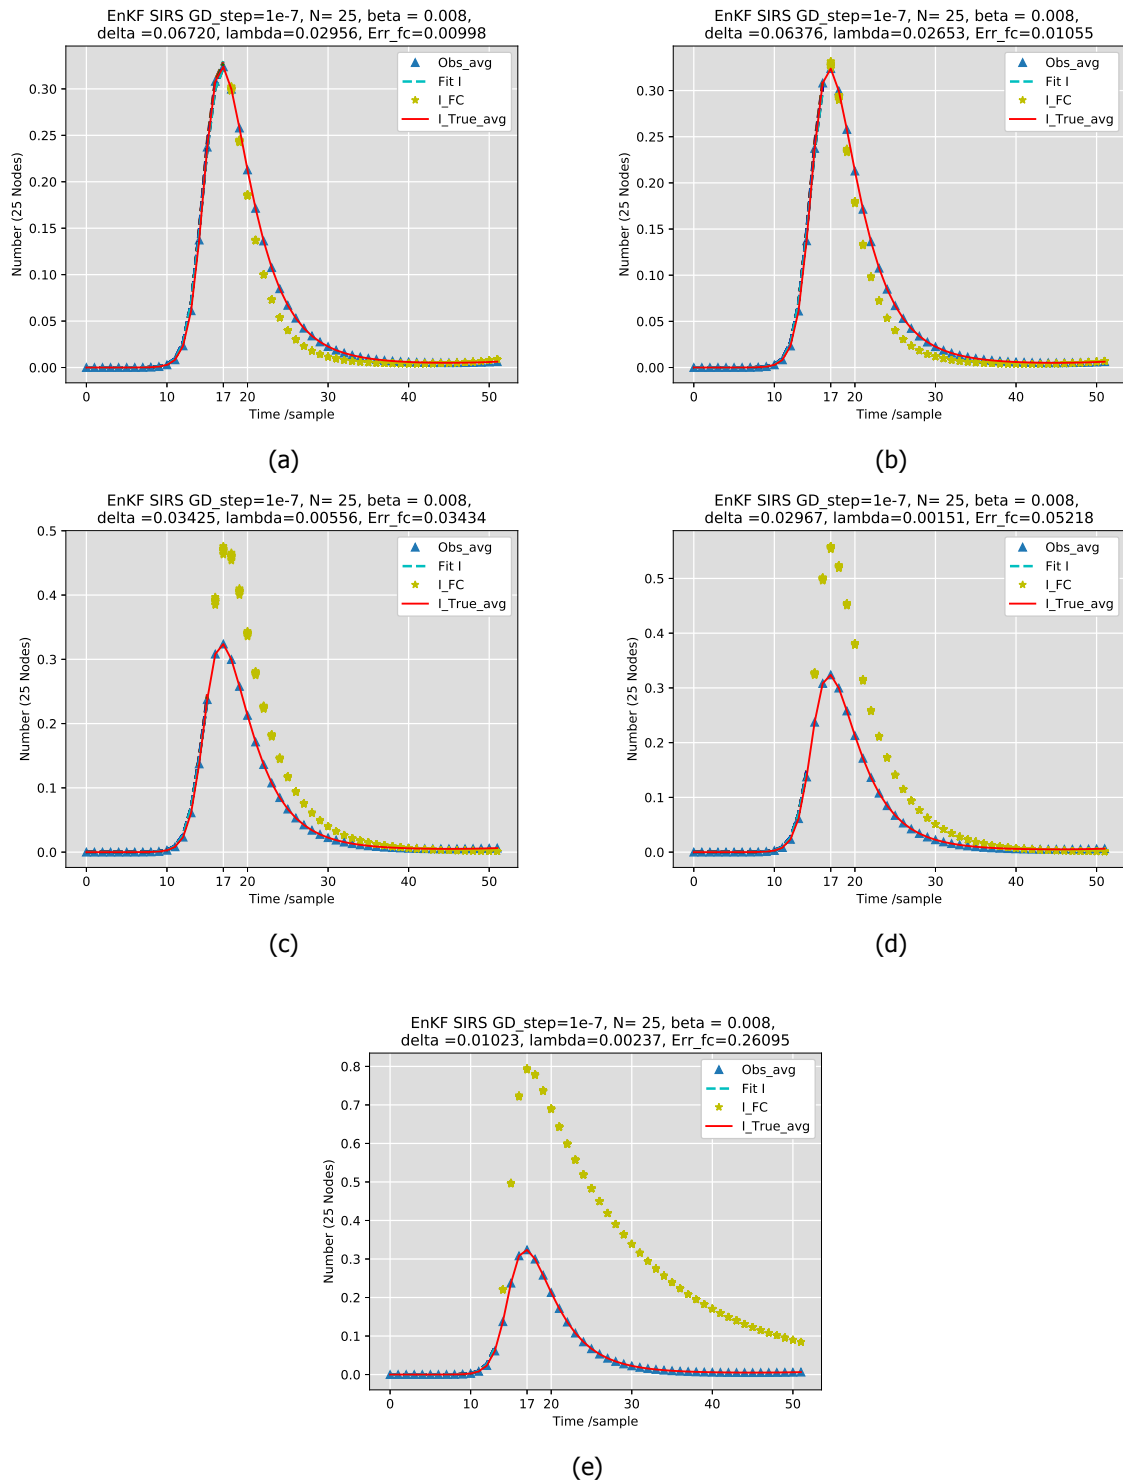 EnKF SIRS GD_step=1e-7, N= 25, beta = 0.008,
delta =0.06720, lambda=0.02956, Err_fc=0.00998
Number (25 Nodes)
0.30
0.25
0.20
0.15
0.10
0.05
0.00
Obs_avg
Fit I
I_FC
I_True_avg
0 10 17 20 30 40 50
Time /sample
(a)
EnKF SIRS GD_step=1e-7, N= 25, beta = 0.008,
delta =0.06376, lambda=0.02653, Err_fc=0.01055
Number (25 Nodes)
0.30
0.25
0.20
0.15
0.10
0.05
0.00
Obs_avg
Fit I
I_FC
I_True_avg
0 10 17 20 30 40 50
Time /sample
(b)
EnKF SIRS GD_step=1e-7, N= 25, beta = 0.008,
delta =0.03425, lambda=0.00556, Err_fc=0.03434
Number (25 Nodes)
0.5
0.4
0.3
0.2
0.1
0.0
Obs_avg
Fit I
I_FC
I_True_avg
0 10 17 20 30 40 50
Time /sample
(c)
EnKF SIRS GD_step=1e-7, N= 25, beta = 0.008,
delta =0.02967, lambda=0.00151, Err_fc=0.05218
Number (25 Nodes)
0.5
0.4
0.3
0.2
0.1
0.0
Obs_avg
Fit I
I_FC
I_True_avg
0 10 17 20 30 40 50
Time /sample
(d)
EnKF SIRS GD_step=1e-7, N= 25, beta = 0.008,
delta =0.01023, lambda=0.00237, Err_fc=0.26095
Number (25 Nodes)
0.8
0.7
0.6
0.5
0.4
0.3
0.2
0.1
0.0
Obs_avg
Fit I
I_FC
I_True_avg
0 10 17 20 30 40 50
Time /sample
(e)